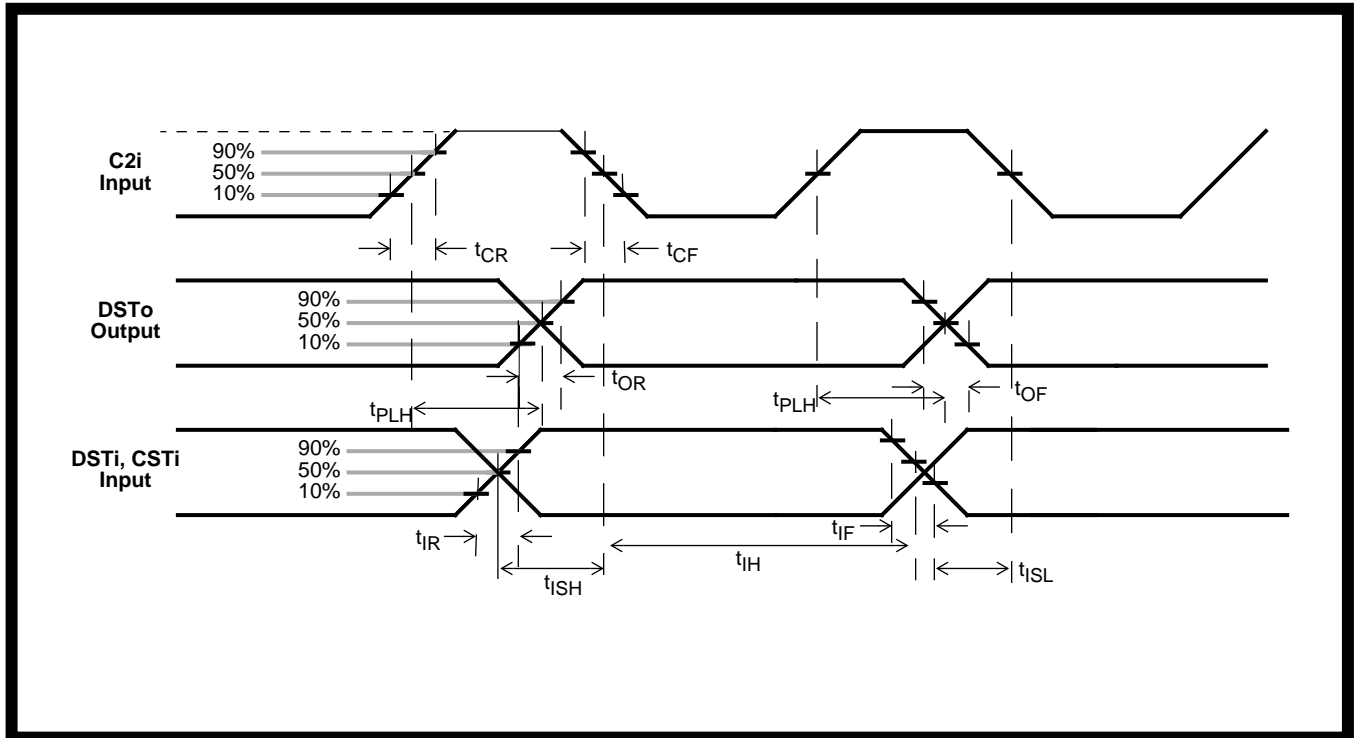 C2i
Input
90%
50%
10%
tCR
tCF
DSTo
Output
90%
50%
10%
tOR
tOF
tPLH
tPLH
DSTi, CSTi
Input
90%
50%
10%
tIR
tIF
tISH
tIH
tISL